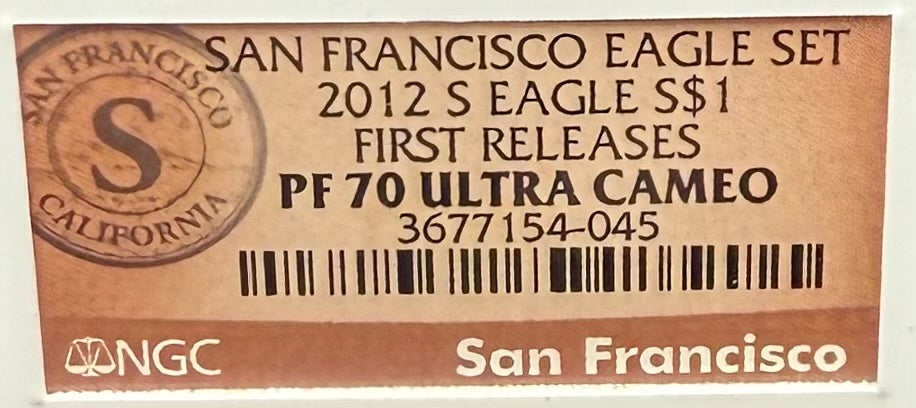 SAN FRANCISCO
S
CALIFORNIA
SAN FRANCISCO EAGLE SET
2012 S EAGLE S$1
FIRST RELEASES
PF 70 ULTRA CAMEO
3677154-045
NGC
San Francisco